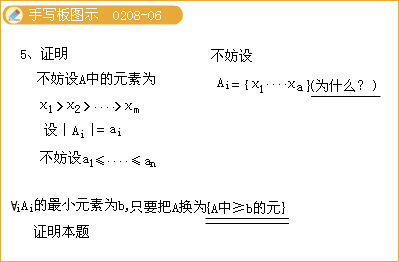 手写板图示 0208-06
5、证明
不妨设A中的元素为
x₁>x₂>····>xₘ
设|Aᵢ|=aᵢ
不妨设a₁≤····≤aₙ
不妨设
Aᵢ={x₁····xₐ}(为什么?)
∀ᵢAᵢ的最小元素为b,只要把A换为{A中≥b的元}
证明本题